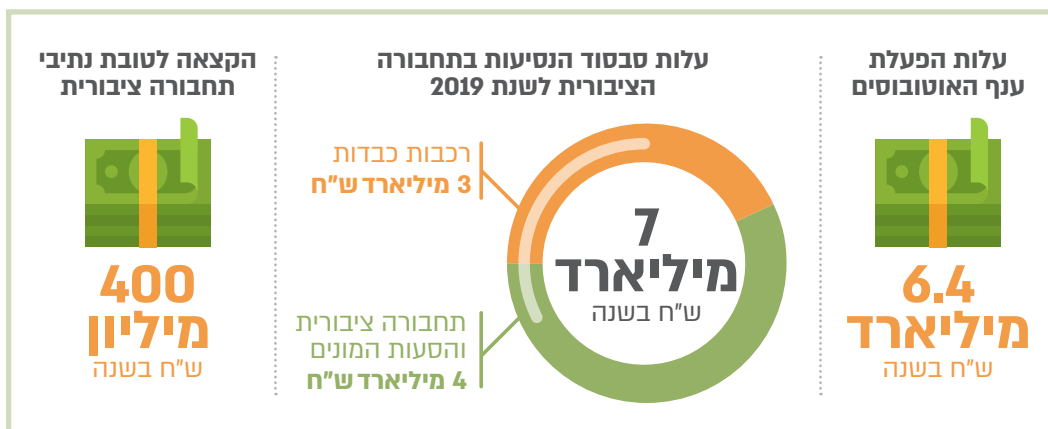 עלות הפעלת
ענף האוטובוסים
6.4
מיליארד
ש"ח בשנה
עלות סבסוד הנסיעות בתחבורה
הציבורית לשנת 2019
רכבות כבדות
3 מיליארד ש"ח
7
מיליארד
ש"ח בשנה
תחבורה ציבורית
והסעות המונים
4 מיליארד ש"ח
הקצאה לטובת נתיבי
תחבורה ציבורית
400
מיליון
ש"ח בשנה